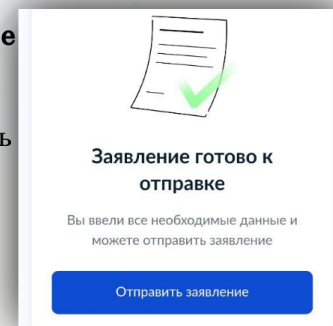 е
ь
Заявление готово к
отправке
Вы ввели все необходимые данные и
можете отправить заявление
Отправить заявление